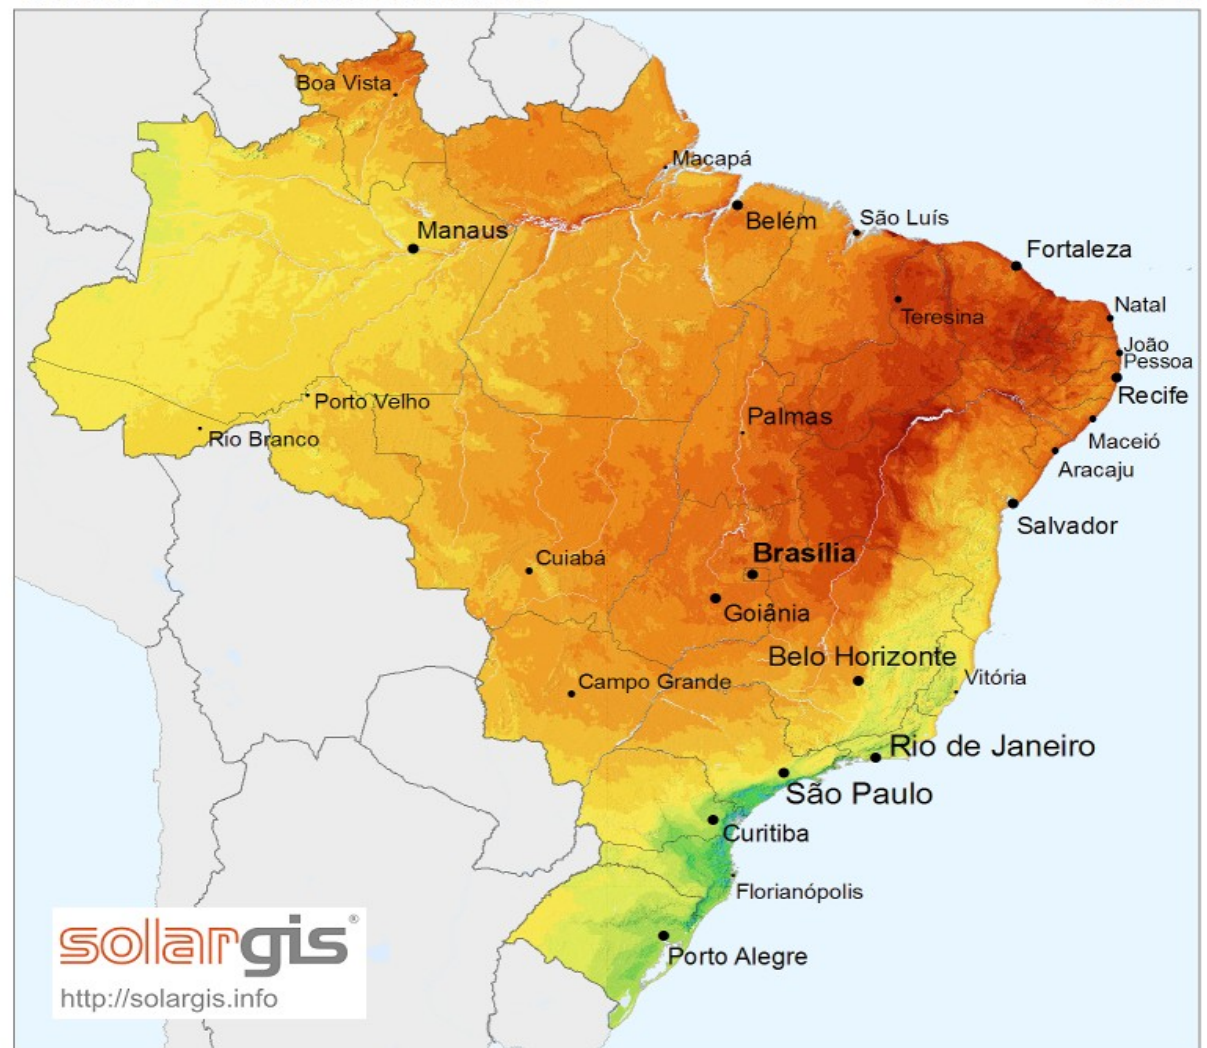 Boa Vista
Macapá
Belém
São Luís
Manaus
Fortaleza
Natal
Teresina
João
Pessoa
Recife
Porto Velho
Palmas
Rio Branco
Maceió
Aracaju
Salvador
Brasília
Cuiabá
Goiânia
Belo Horizonte
Vitória
Campo Grande
Rio de Janeiro
São Paulo
Curitiba
Florianópolis
Porto Alegre
solargis®
http://solargis.info